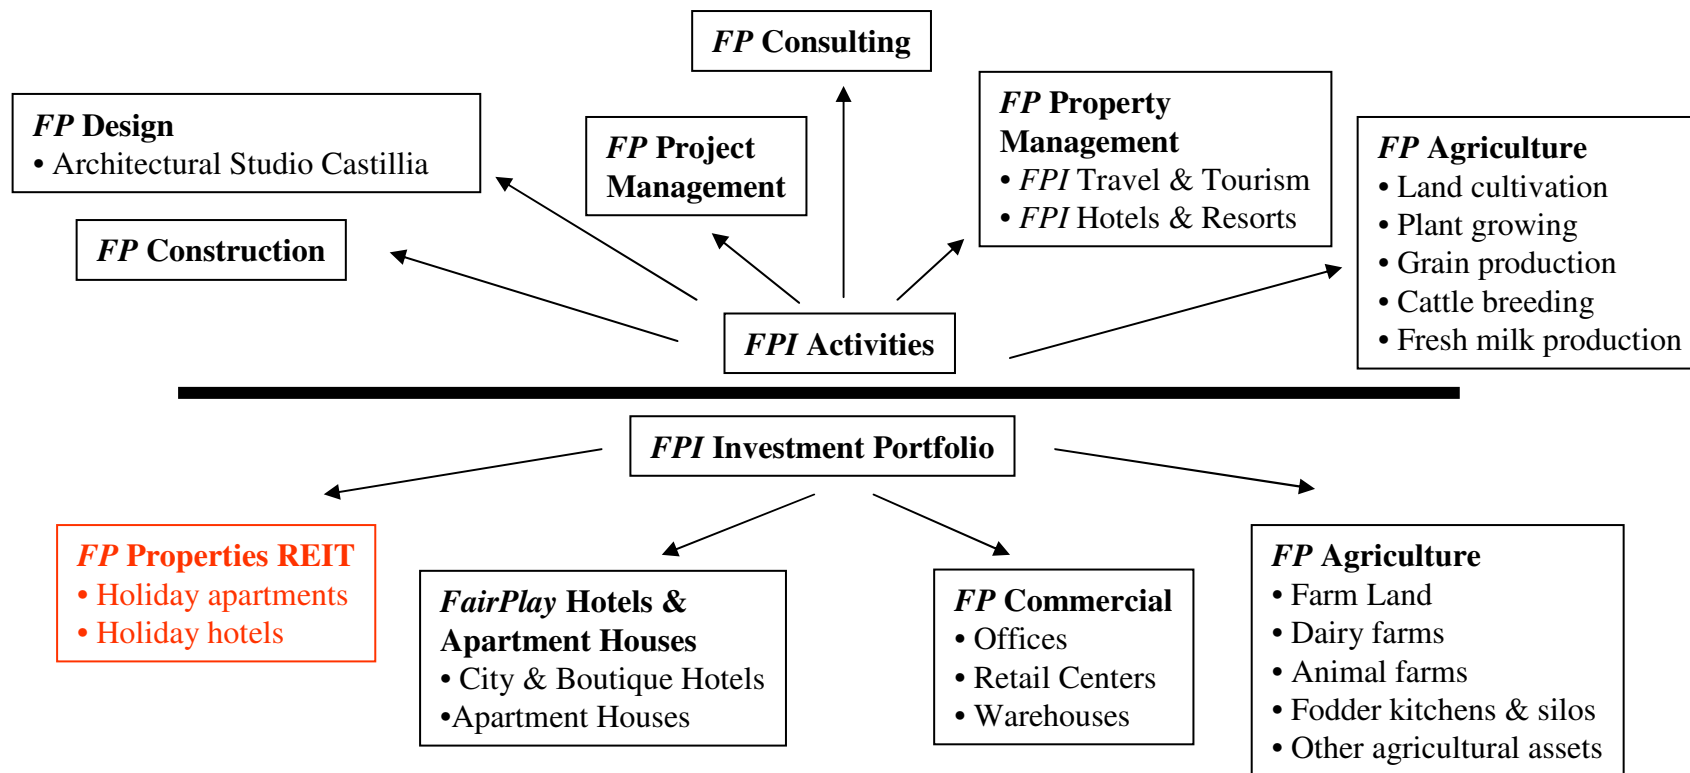 FP Consulting
FP Design
• Architectural Studio Castillia
FP Project
Management
FP Property
Management
• FPI Travel & Tourism
• FPI Hotels & Resorts
FP Agriculture
• Land cultivation
• Plant growing
• Grain production
• Cattle breeding
• Fresh milk production
FP Construction
FPI Activities
FPI Investment Portfolio
FP Properties REIT
• Holiday apartments
• Holiday hotels
FairPlay Hotels &
Apartment Houses
• City & Boutique Hotels
•Apartment Houses
FP Commercial
• Offices
• Retail Centers
• Warehouses
FP Agriculture
• Farm Land
• Dairy farms
• Animal farms
• Fodder kitchens & silos
• Other agricultural assets